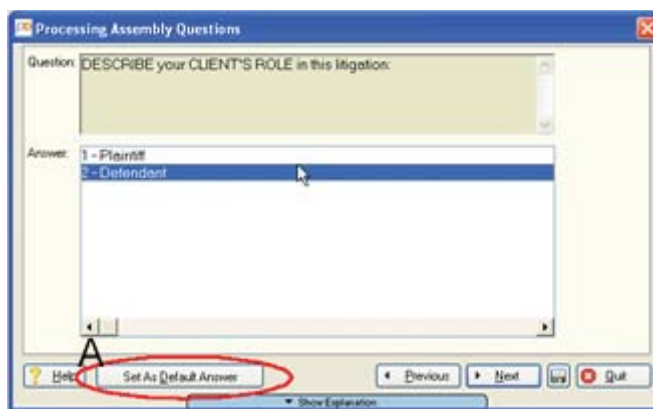 Processing Assembly Questions
Question: DESCRIBE your CLIENT'S ROLE in this litigation:
Answer: 1 - Plaintiff
2 - Defendant
A
Help Set As Default Answer Previous Next Quit
Show Explanation